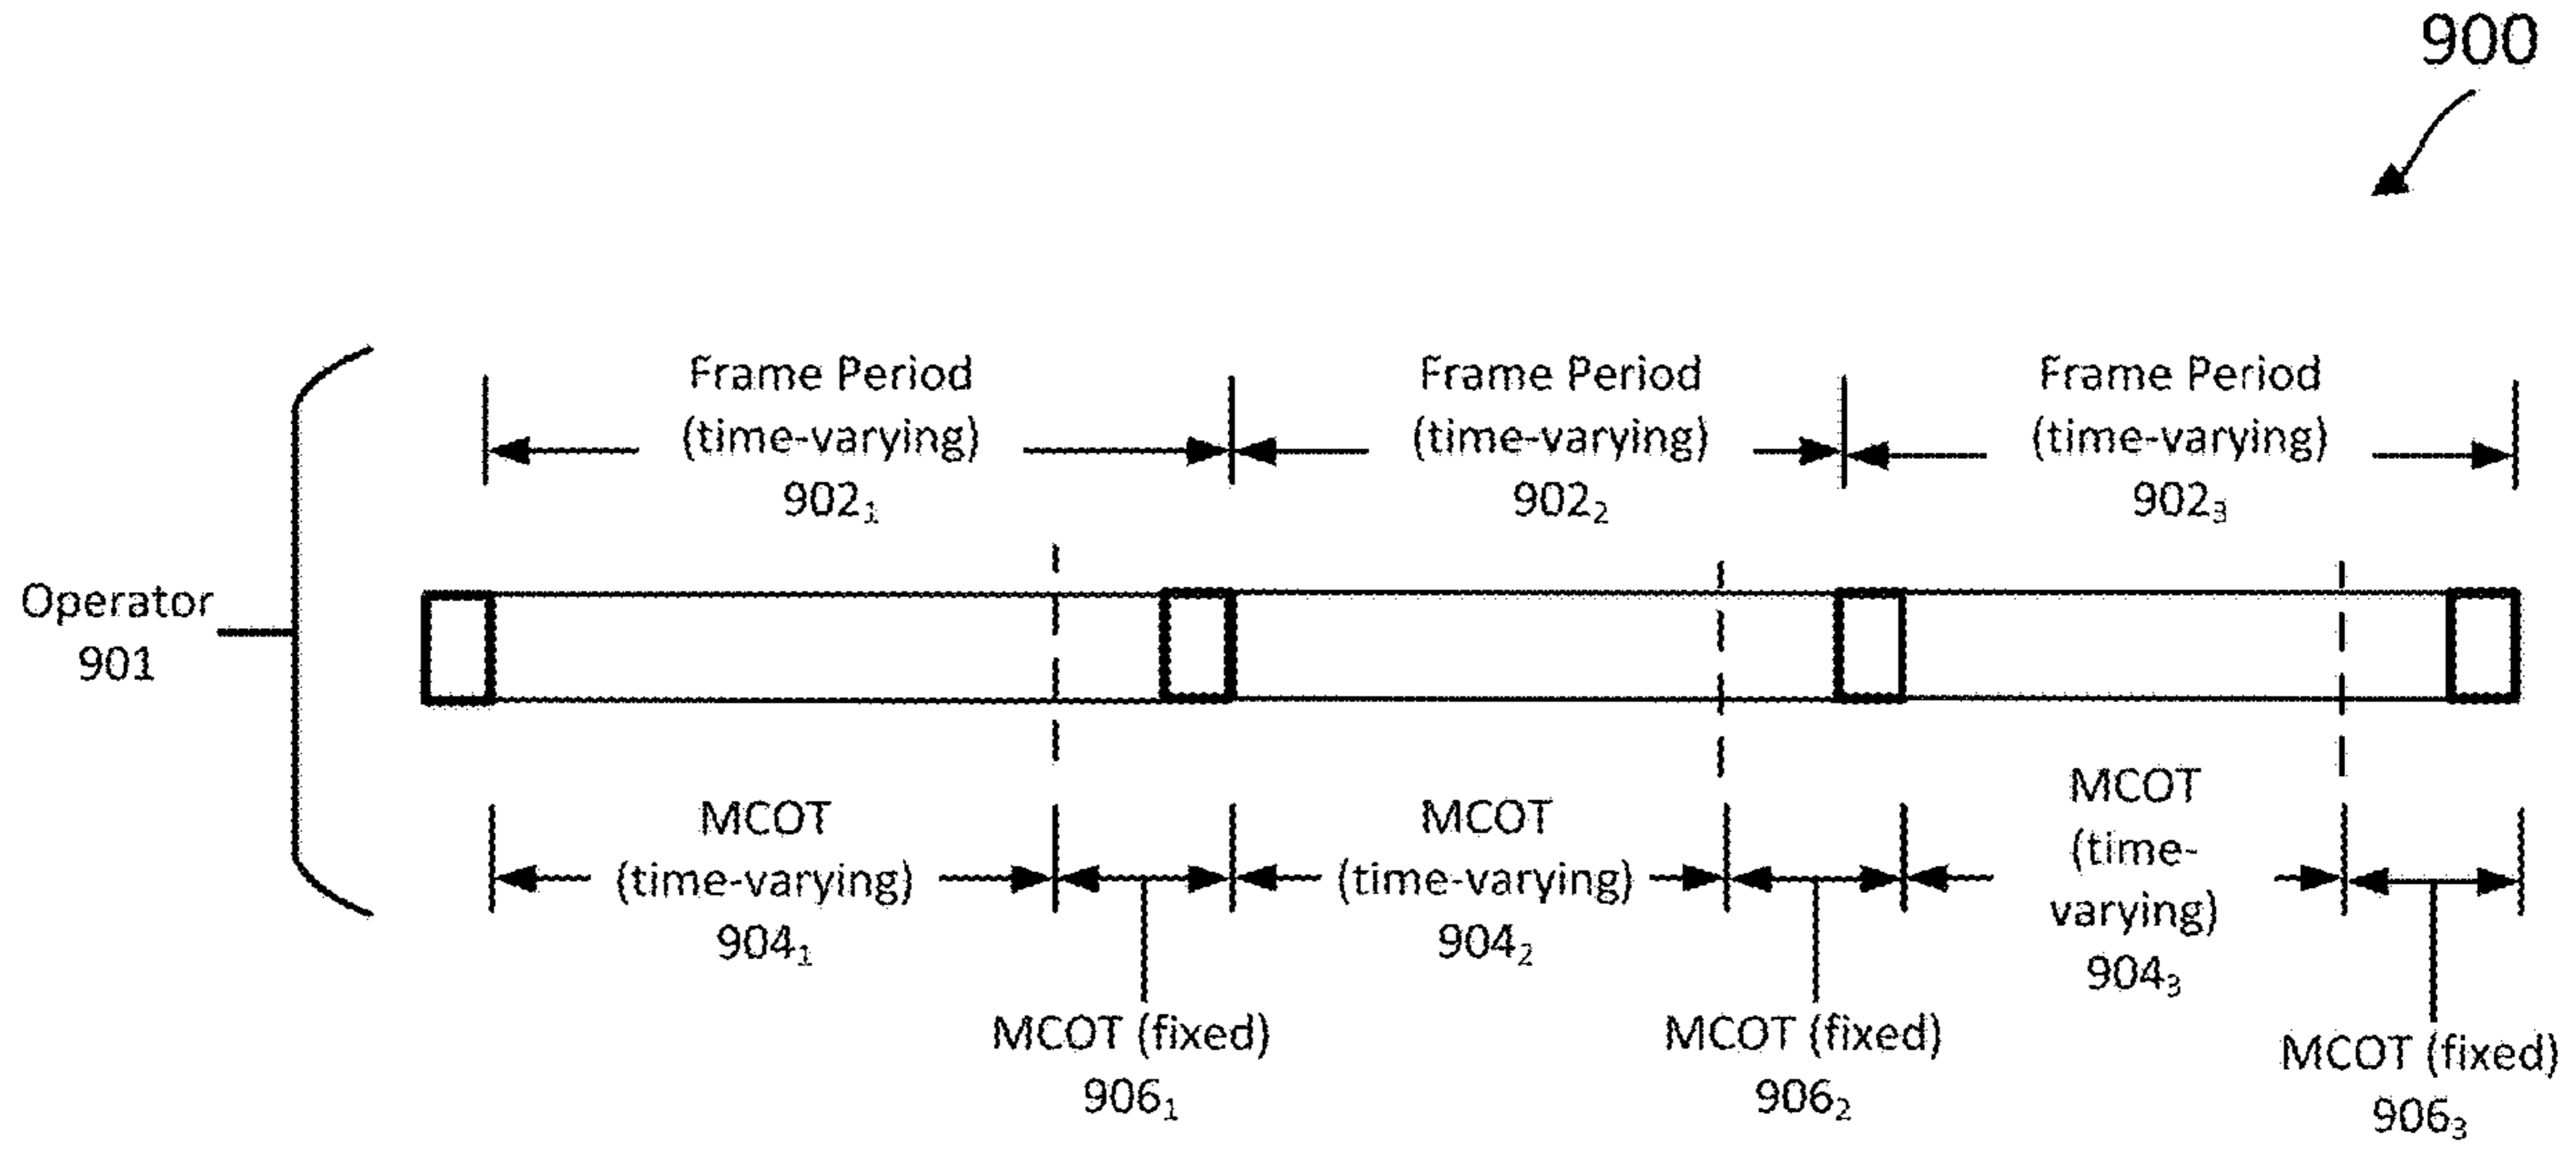 900
Frame Period
(time-varying)
902₁
Frame Period
(time-varying)
902₂
Frame Period
(time-varying)
902₃
Operator
901
MCOT
(time-varying)
904₁
MCOT
(time-varying)
904₂
MCOT
(time-
varying)
904₃
MCOT (fixed)
906₁
MCOT (fixed)
906₂
MCOT (fixed)
906₃